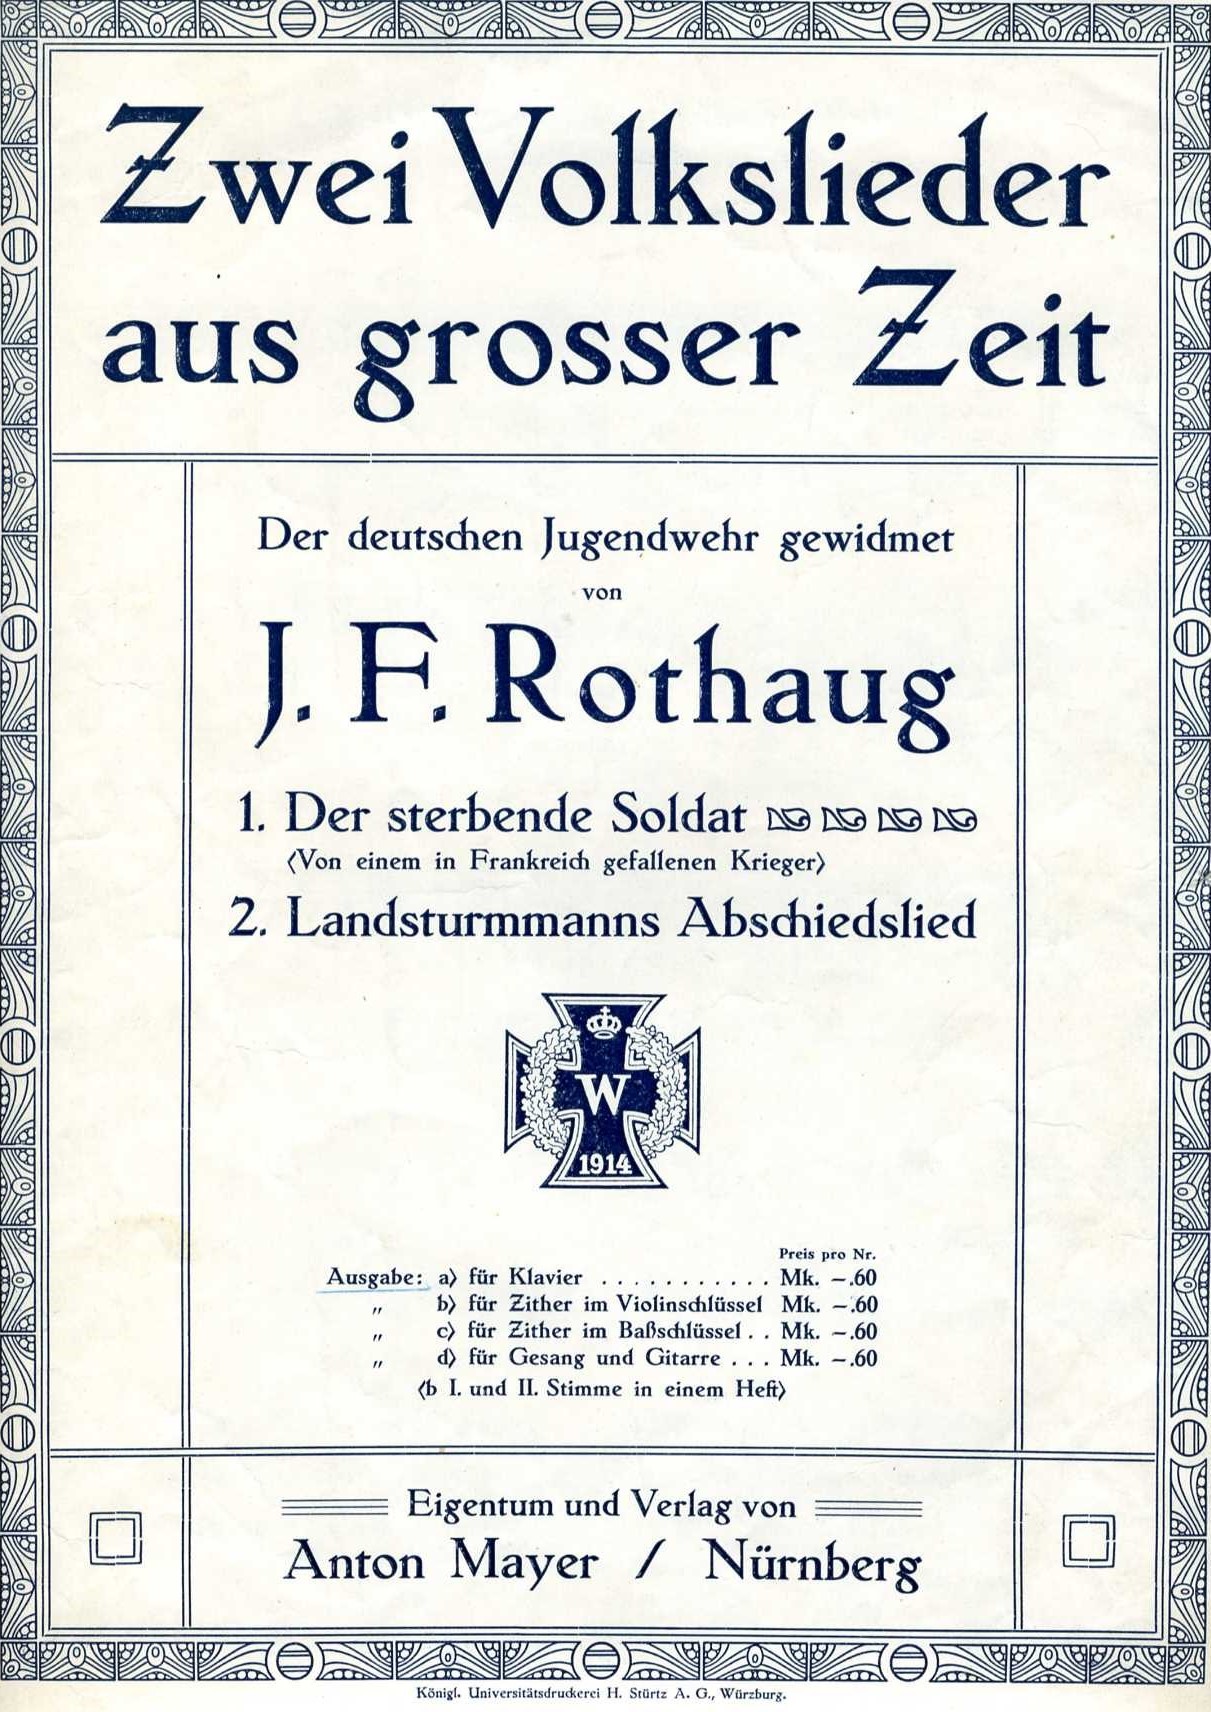 Zwei Volkslieder
aus grosser Zeit
Der deutschen Jugendwehr gewidmet
von
J. F. Rothaug
1. Der sterbende Soldat
(Von einem in Frankreich gefallenen Krieger)
2. Landsturmmanns Abschiedslied
W
1914
Preis pro Nr.
Ausgabe: a) für Klavier . . . . . . . . . . . Mk. –.60
" b) für Zither im Violinschlüssel Mk. –.60
" c) für Zither im Baßschlüssel . . Mk. –.60
" d) für Gesang und Gitarre . . . Mk. –.60
(b I. und II. Stimme in einem Heft)
Eigentum und Verlag von
Anton Mayer / Nürnberg
Königl. Universitätsdruckerei H. Stürtz A. G., Würzburg.